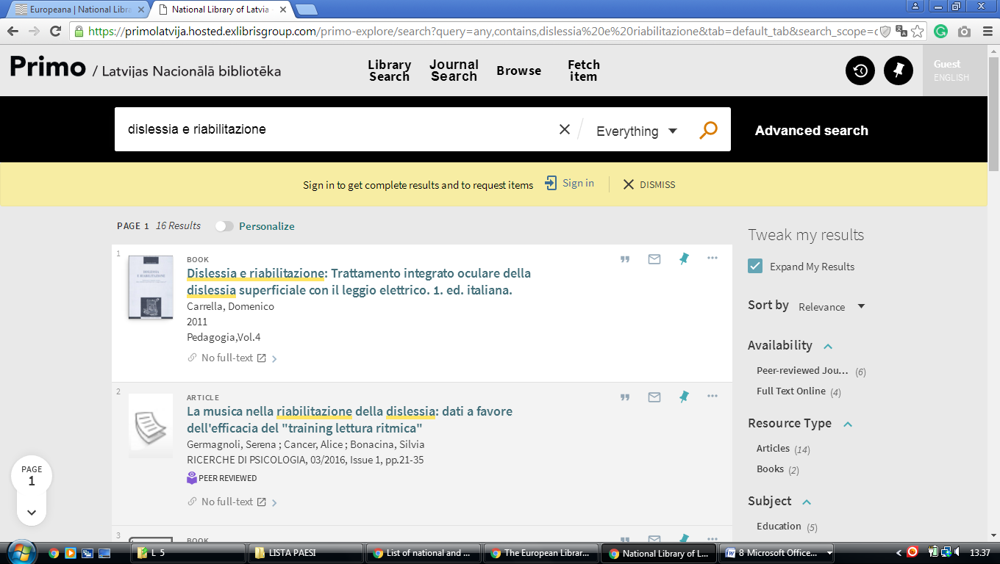 Europeana | National Libra
National Library of Latvia
https://primolatvija.hosted.exlibrisgroup.com/primo-explore/search?query=any,contains,dislessia%20e%20riabilitazione&tab=default_tab&search_scope=
Primo / Latvijas Nacionālā bibliotēka
Library Search
Journal Search
Browse
Fetch item
Guest
ENGLISH
dislessia e riabilitazione
Everything
Advanced search
Sign in to get complete results and to request items
Sign in
DISMISS
PAGE 1 16 Results
Personalize
1
BOOK
DISLESSIA
E RIABILITAZIONE
Dislessia e riabilitazione: Trattamento integrato oculare della
dislessia superficiale con il leggio elettrico. 1. ed. italiana.
Carrella, Domenico
2011
Pedagogia,Vol.4
No full-text
2
ARTICLE
La musica nella riabilitazione della dislessia: dati a favore
dell'efficacia del "training lettura ritmica"
Germagnoli, Serena ; Cancer, Alice ; Bonacina, Silvia
RICERCHE DI PSICOLOGIA, 03/2016, Issue 1, pp.21-35
PEER REVIEWED
No full-text
3
BOOK
Tweak my results
Expand My Results
Sort by Relevance
Availability
Peer-reviewed Jou... (6)
Full Text Online (4)
Resource Type
Articles (14)
Books (2)
Subject
Education (5)
PAGE
1
L 5
LISTA PAESI
List of national and ...
The European Librar...
National Library of L...
8 Microsoft Office...
13.37